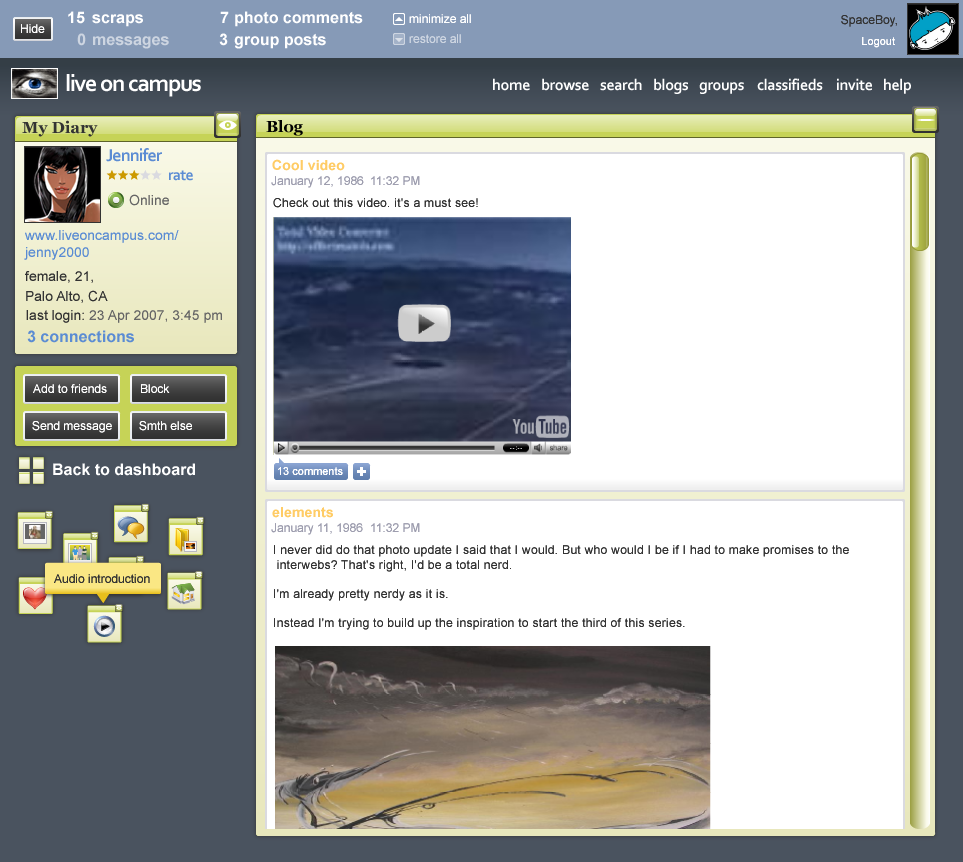 Hide
15 scraps
0 messages
7 photo comments
3 group posts
minimize all
restore all
SpaceBoy,
Logout
live on campus
home browse search blogs groups classifieds invite help
My Diary
Jennifer
rate
Online
www.liveoncampus.com/
jenny2000
female, 21,
Palo Alto, CA
last login: 23 Apr 2007, 3:45 pm
3 connections
Add to friends
Block
Send message
Smth else
Back to dashboard
Audio introduction
Blog
Cool video
January 12, 1986 11:32 PM
Check out this video. it's a must see!
Total Video Converter
YouTube
share
13 comments
elements
January 11, 1986 11:32 PM
I never did do that photo update I said that I would. But who would I be if I had to make promises to the
interwebs? That's right, I'd be a total nerd.
I'm already pretty nerdy as it is.
Instead I'm trying to build up the inspiration to start the third of this series.